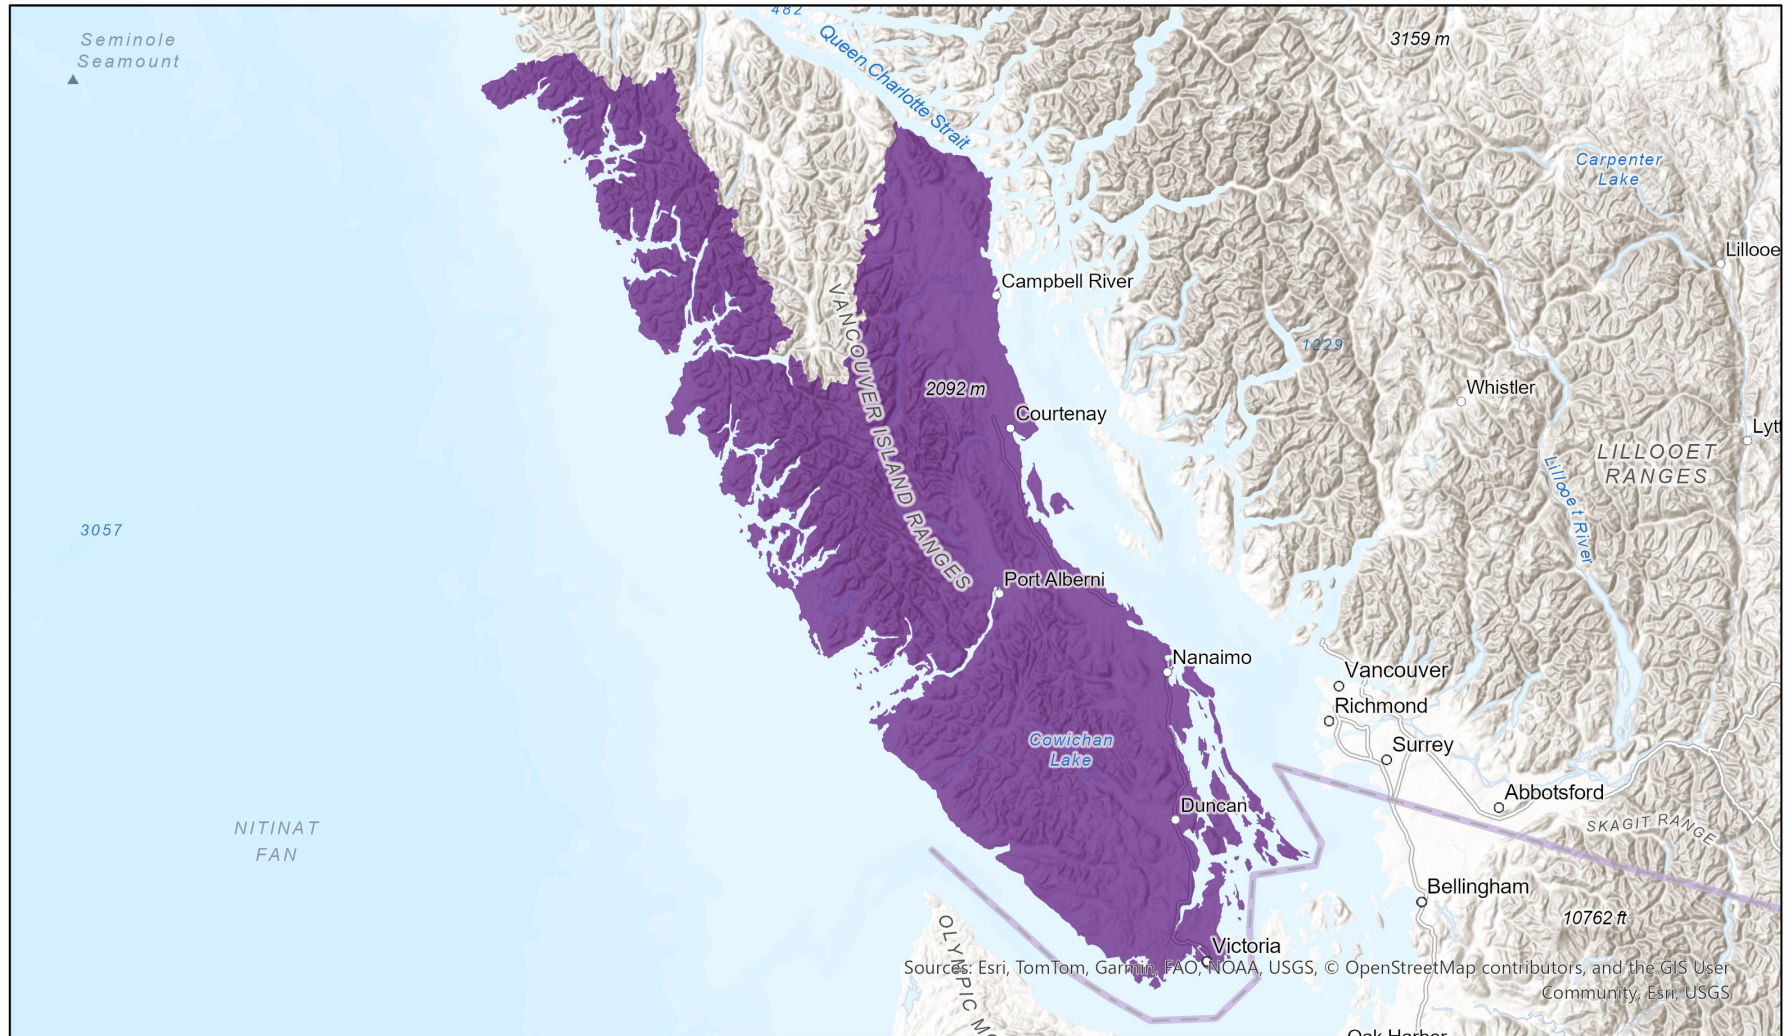 482
Seminole
Seamount
Queen Charlotte Strait
3159 m
Carpenter
Lake
Campbell River
VANCOUVER ISLAND RANGES
1229
2092 m
Whistler
Courtenay
LILLOOET
RANGES
Lillooet River
3057
Port Alberni
Nanaimo
Vancouver
Richmond
Cowichan
Lake
Surrey
Abbotsford
Duncan
SKAGIT RANGE
NITINAT
FAN
Bellingham
10762 ft
OLYMPIC
Victoria
Sources: Esri, TomTom, Garmin, FAO, NOAA, USGS, © OpenStreetMap contributors, and the GIS User
Community, Esri, USGS
Oak Harbor